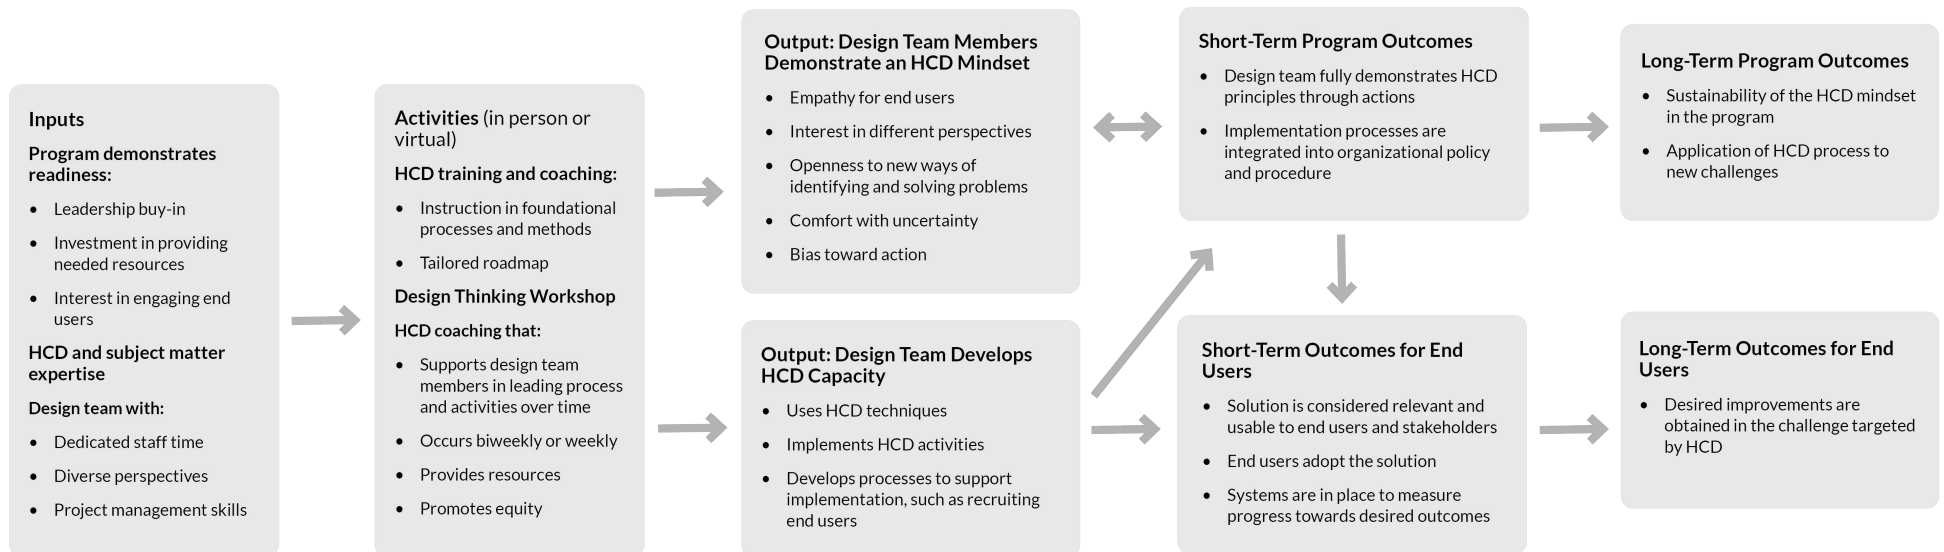 Inputs
Program demonstrates
readiness:
• Leadership buy-in
• Investment in providing
needed resources
• Interest in engaging end
users
HCD and subject matter
expertise
Design team with:
• Dedicated staff time
• Diverse perspectives
• Project management skills
Activities (in person or
virtual)
HCD training and coaching:
• Instruction in foundational
processes and methods
• Tailored roadmap
Design Thinking Workshop
HCD coaching that:
• Supports design team
members in leading process
and activities over time
• Occurs biweekly or weekly
• Provides resources
• Promotes equity
Output: Design Team Members
Demonstrate an HCD Mindset
• Empathy for end users
• Interest in different perspectives
• Openness to new ways of
identifying and solving problems
• Comfort with uncertainty
• Bias toward action
Output: Design Team Develops
HCD Capacity
• Uses HCD techniques
• Implements HCD activities
• Develops processes to support
implementation, such as recruiting
end users
Short-Term Program Outcomes
• Design team fully demonstrates HCD
principles through actions
• Implementation processes are
integrated into organizational policy
and procedure
Short-Term Outcomes for End
Users
• Solution is considered relevant and
usable to end users and stakeholders
• End users adopt the solution
• Systems are in place to measure
progress towards desired outcomes
Long-Term Program Outcomes
• Sustainability of the HCD mindset
in the program
• Application of HCD process to
new challenges
Long-Term Outcomes for End
Users
• Desired improvements are
obtained in the challenge targeted
by HCD